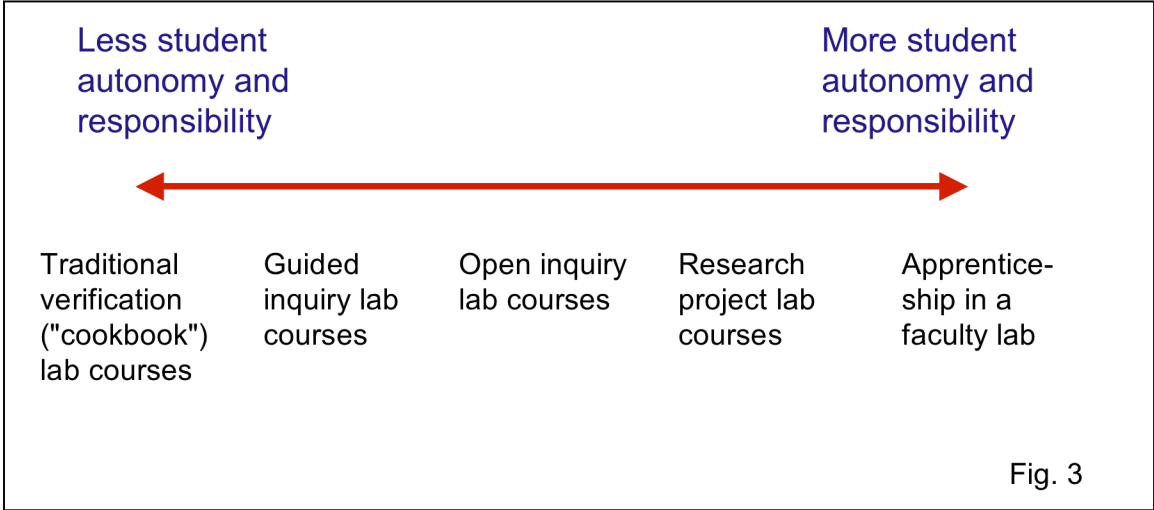 Less student
autonomy and
responsibility
More student
autonomy and
responsibility
Traditional
verification
("cookbook")
lab courses
Guided
inquiry lab
courses
Open inquiry
lab courses
Research
project lab
courses
Apprentice-
ship in a
faculty lab
Fig. 3